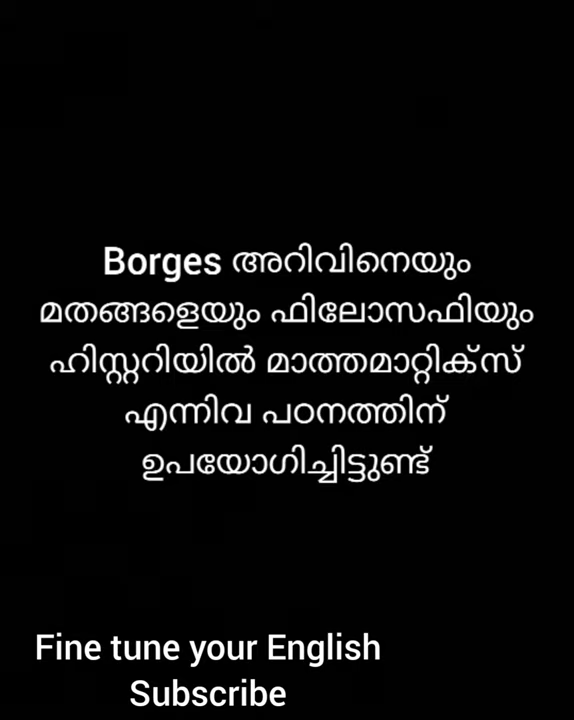 Borges അറിവിനെയും
മതങ്ങളെയും ഫിലോസഫിയും
ഹിസ്റ്ററിയിൽ മാത്തമാറ്റിക്സ്
എന്നിവ പഠനത്തിന്
ഉപയോഗിച്ചിട്ടുണ്ട്
Fine tune your English
Subscribe